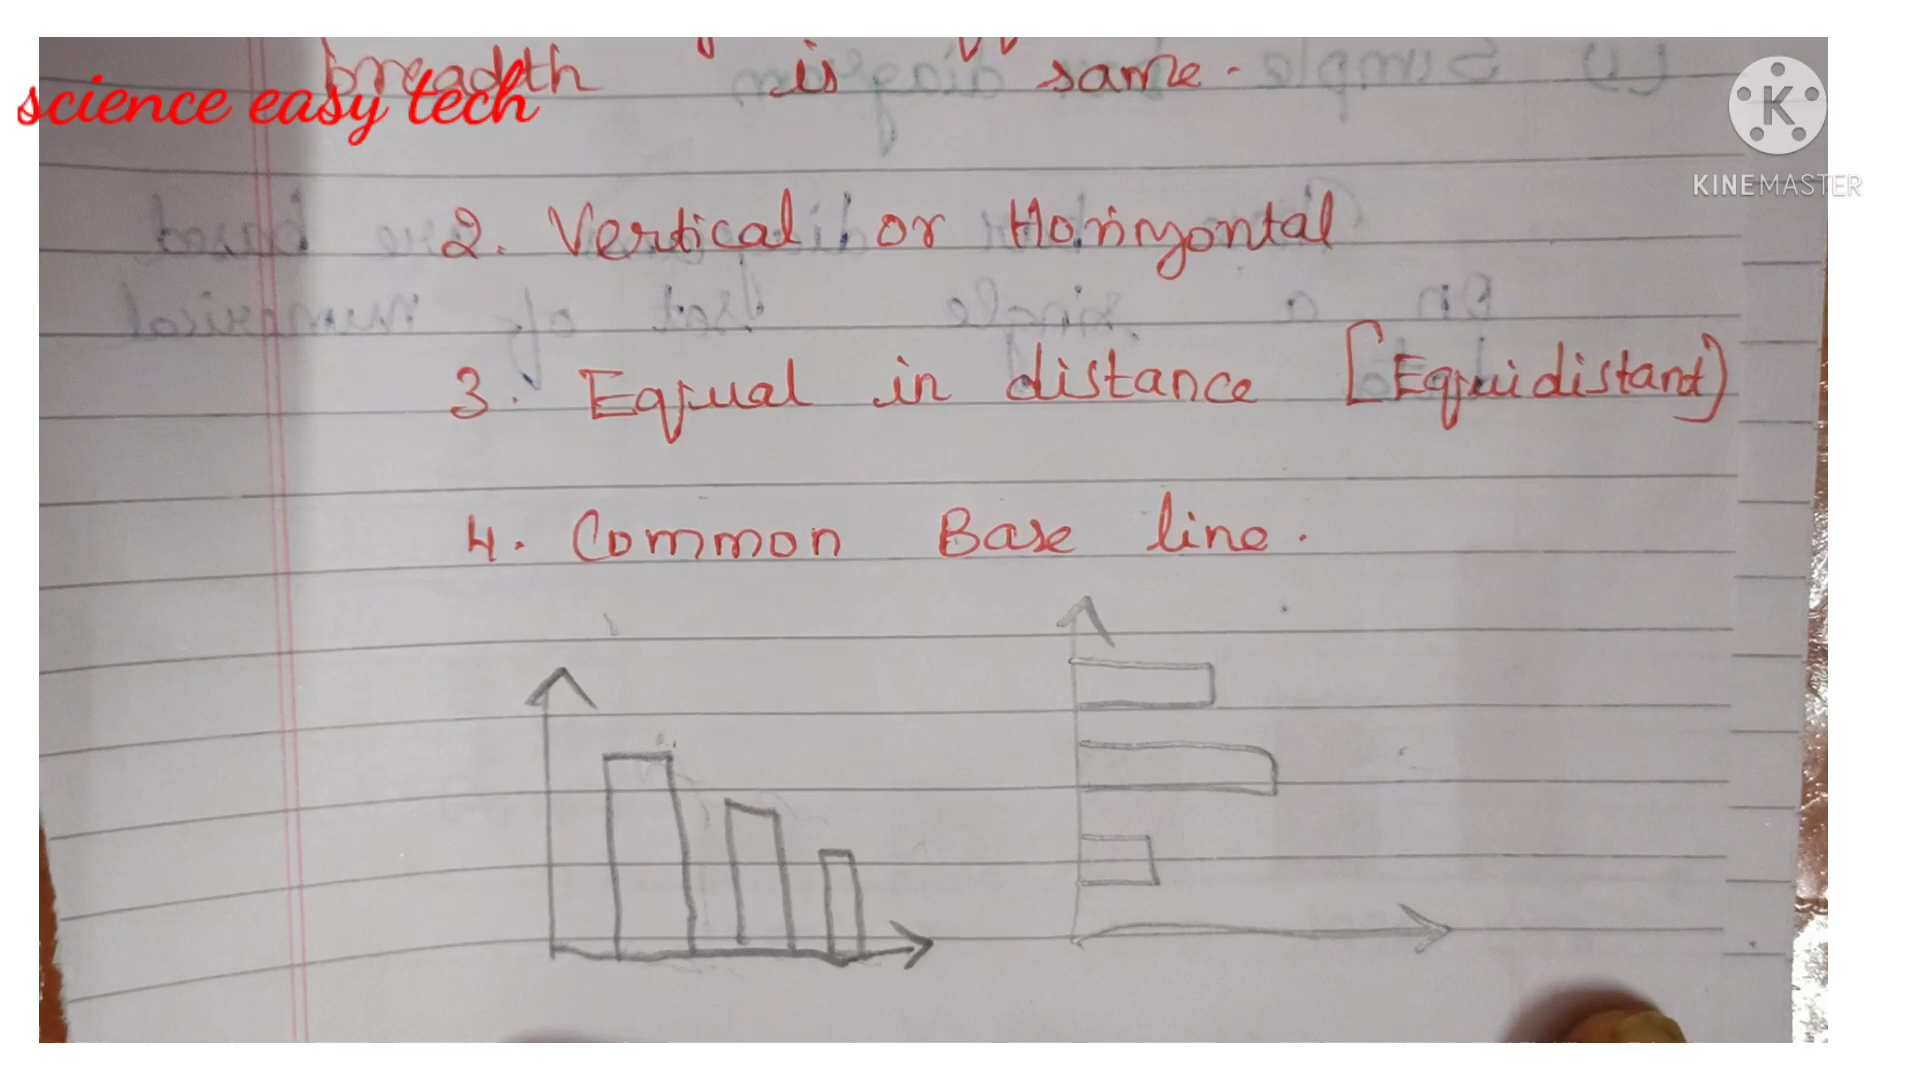 breadth is same.
science easy tech
KINEMASTER
2. Vertical or Horizontal
3. Equal in distance [Equidistant]
4. Common Base line.